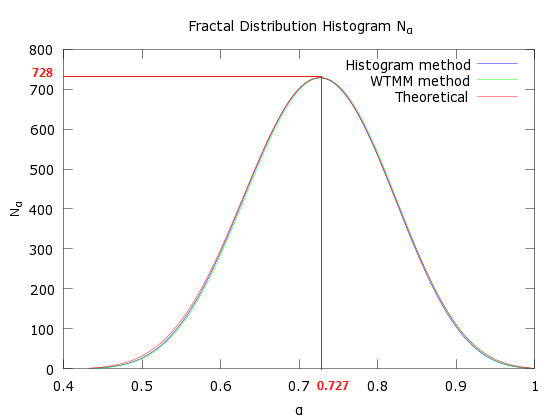 Fractal Distribution Histogram Nα
800
728
700
600
500
400
300
200
100
0
Nα
Histogram method
WTMM method
Theoretical
0.4 0.5 0.6 0.7 0.727 0.8 0.9 1
α